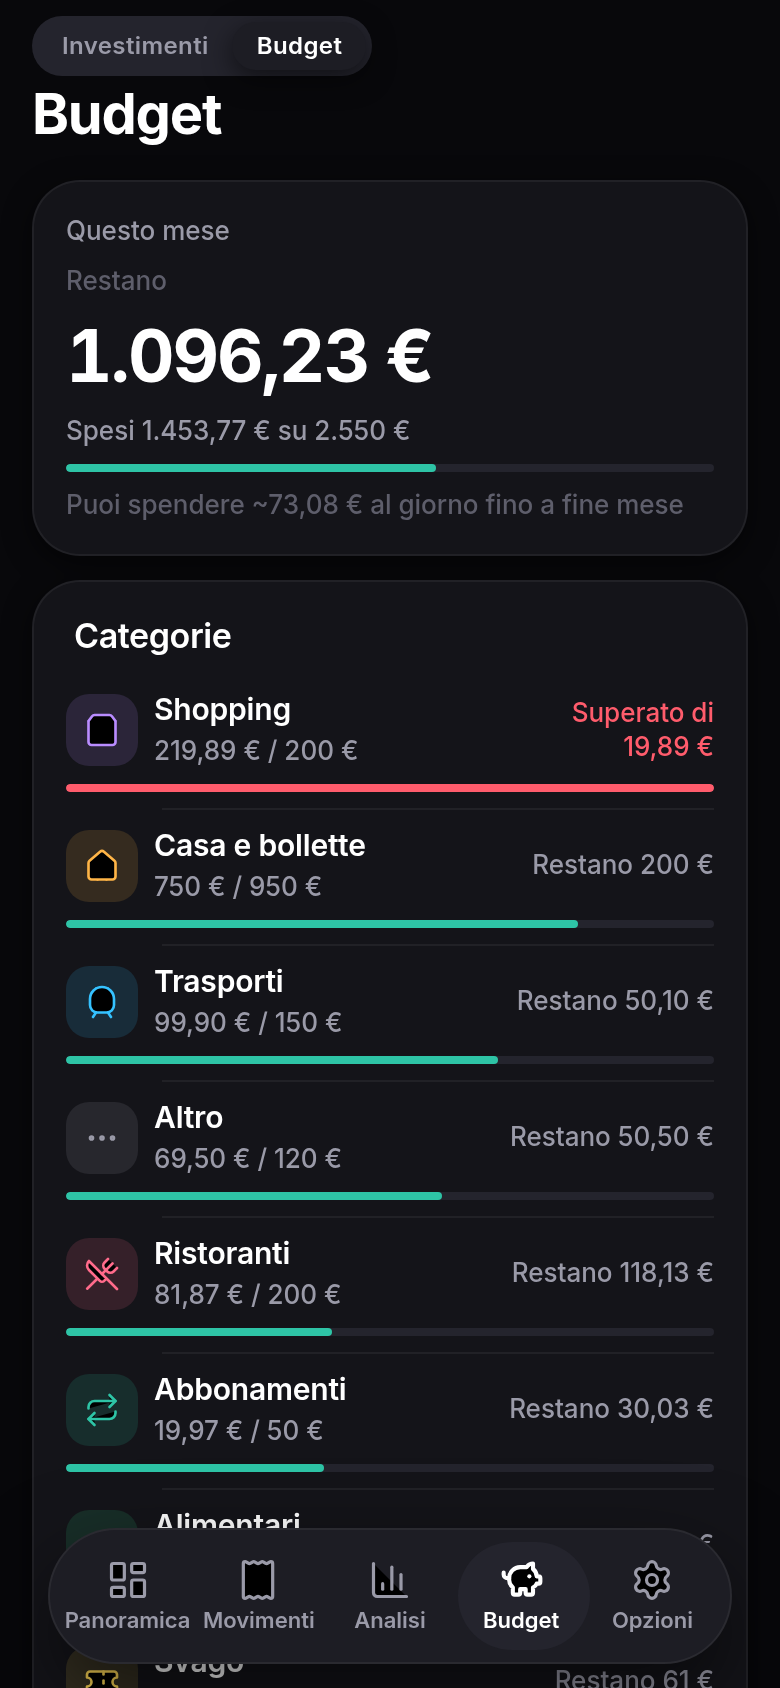 Investimenti
Budget
Budget
Questo mese
Restano
1.096,23 €
Spesi 1.453,77 € su 2.550 €
Puoi spendere ~73,08 € al giorno fino a fine mese
Categorie
Shopping
219,89 € / 200 €
Superato di
19,89 €
Casa e bollette
750 € / 950 €
Restano 200 €
Trasporti
99,90 € / 150 €
Restano 50,10 €
Altro
69,50 € / 120 €
Restano 50,50 €
Ristoranti
81,87 € / 200 €
Restano 118,13 €
Abbonamenti
19,97 € / 50 €
Restano 30,03 €
Alimentari
€
Panoramica
Movimenti
Analisi
Budget
Opzioni
Svago
Restano 61 €